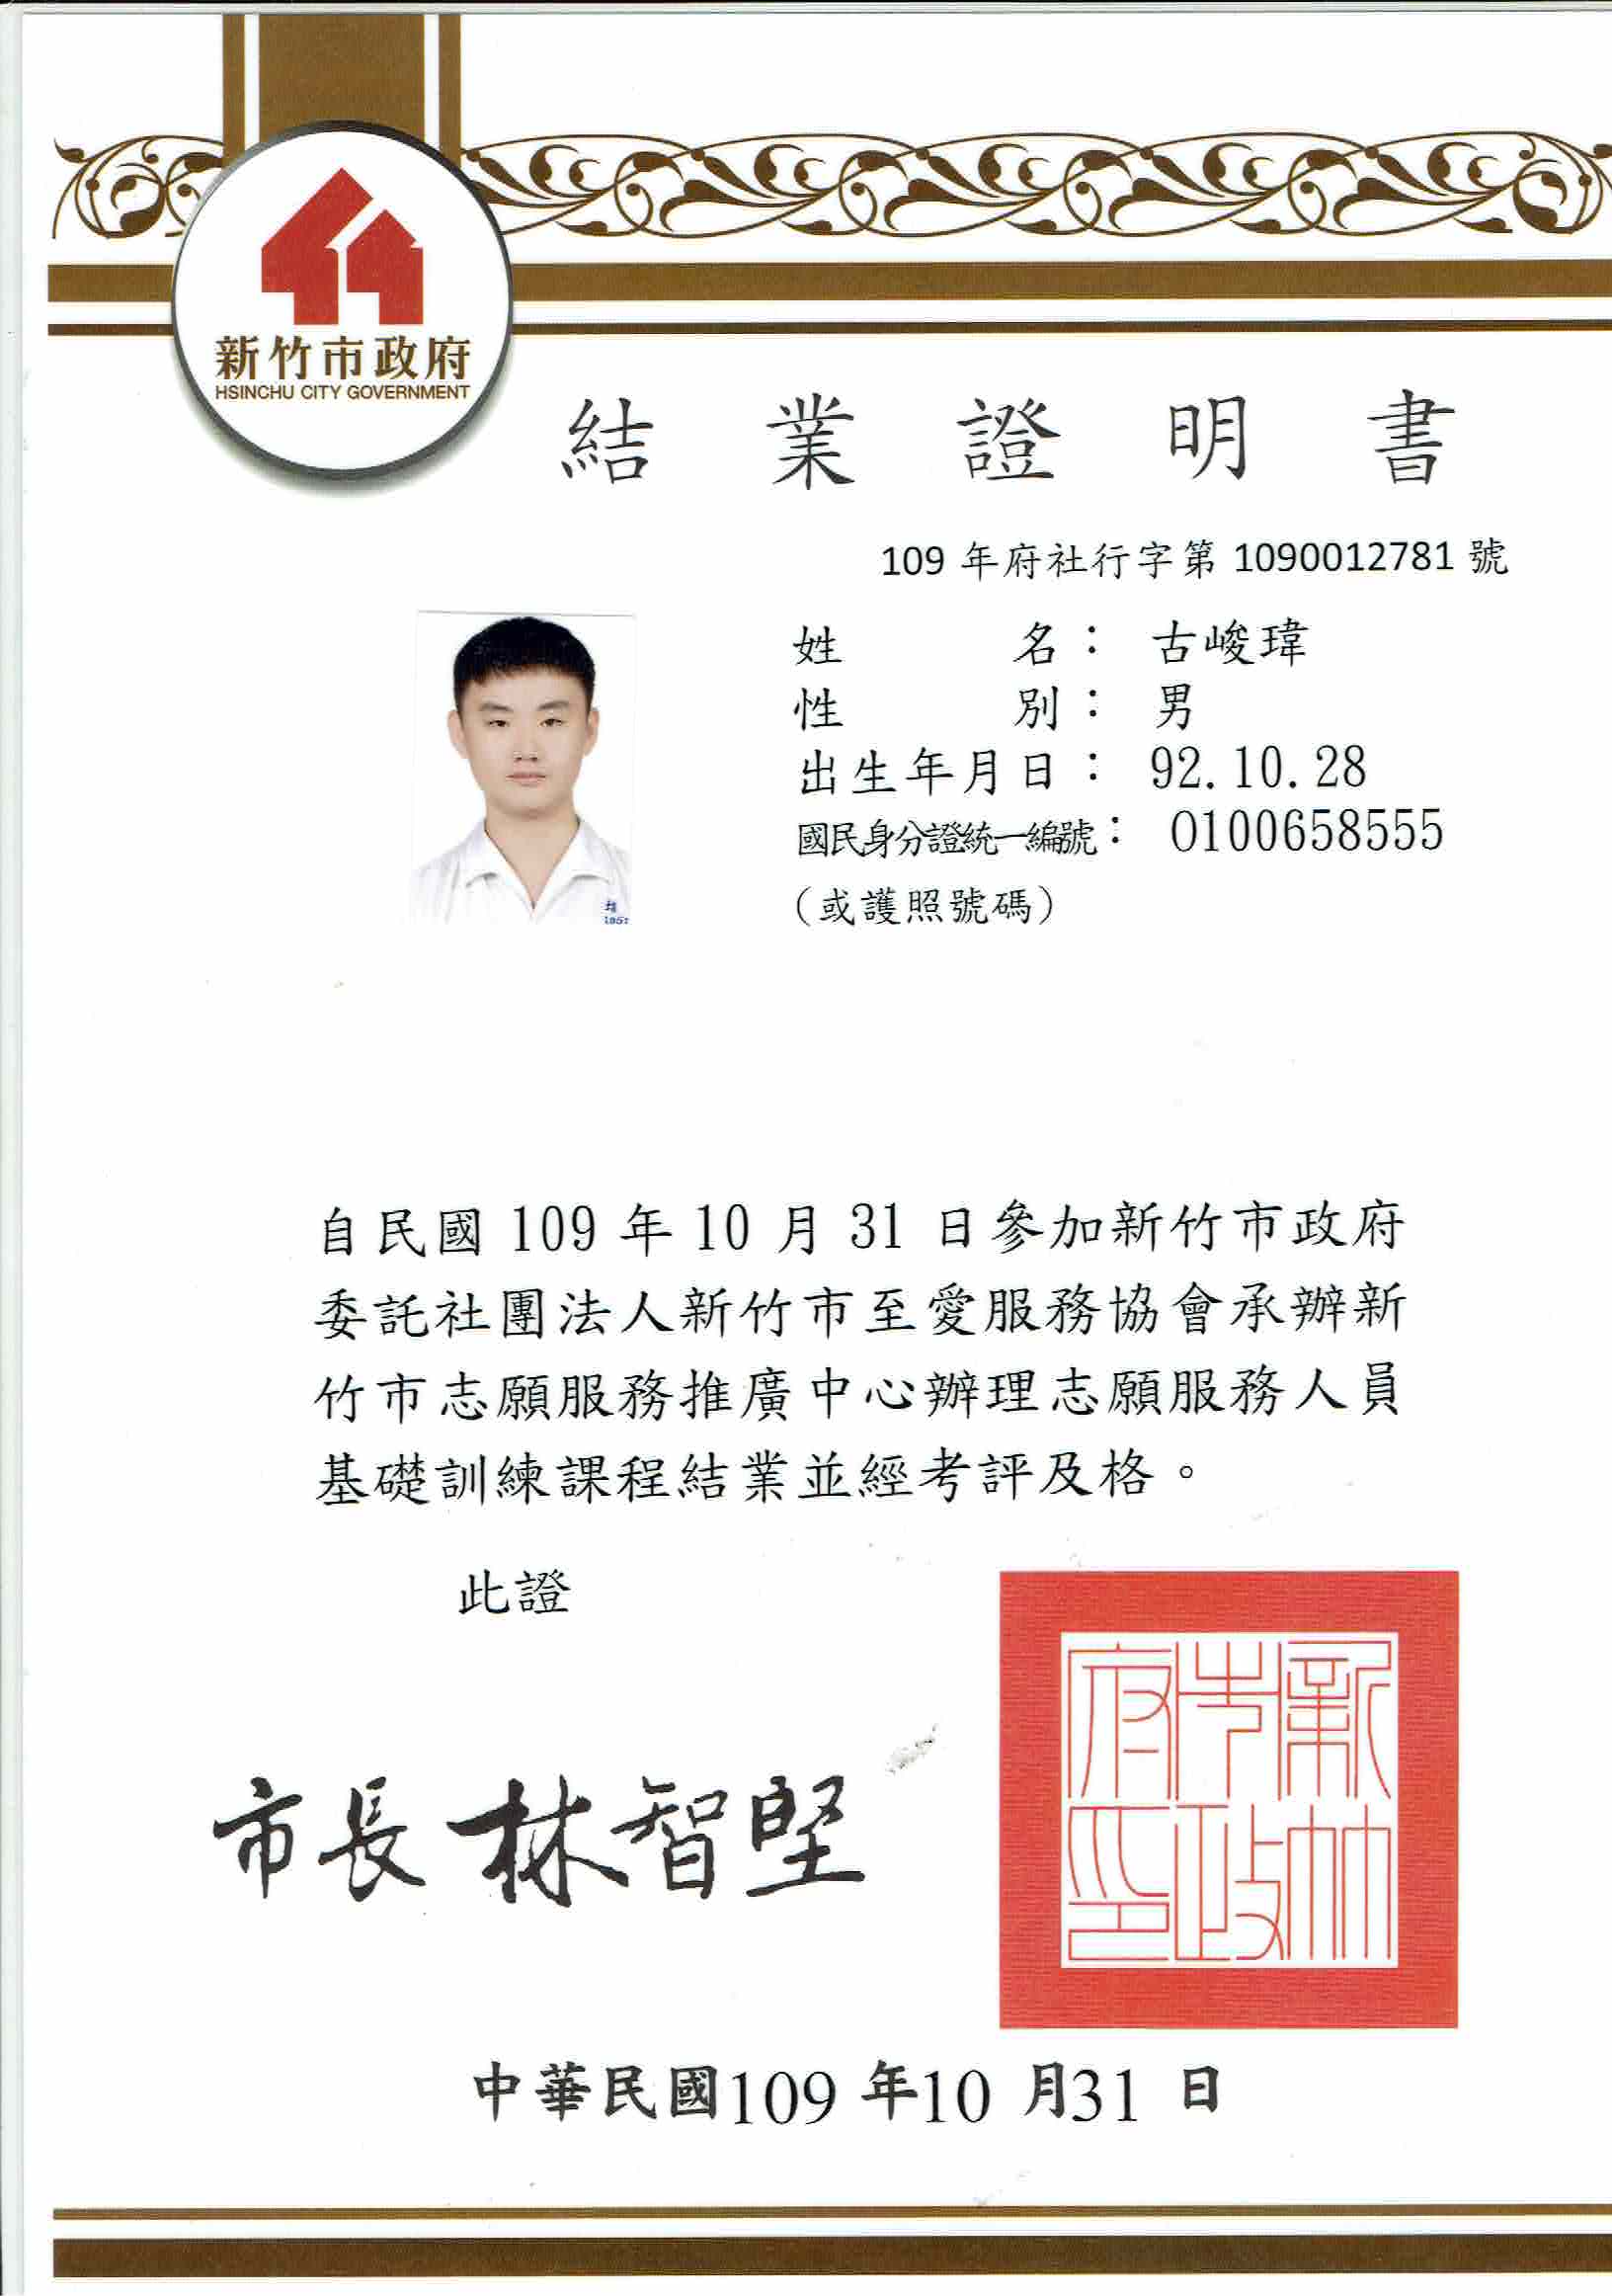 新竹市政府
HSINCHU CITY GOVERNMENT
結業證明書
109 年府社行字第 1090012781 號
姓名： 古峻瑋
性別： 男
出生年月日： 92.10.28
國民身分證統一編號： O100658555
（或護照號碼）
自民國 109 年 10 月 31 日參加新竹市政府
委託社團法人新竹市至愛服務協會承辦新
竹市志願服務推廣中心辦理志願服務人員
基礎訓練課程結業並經考評及格。
此證
新竹市政府印
市長 林智堅
中華民國109 年10 月31 日